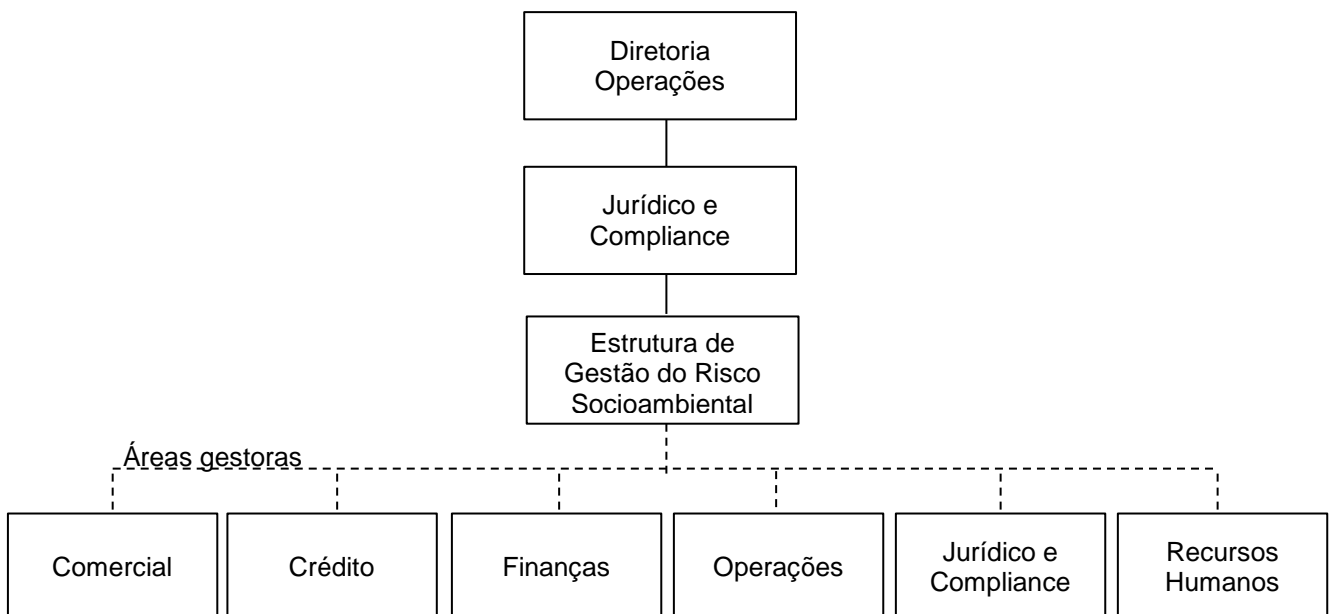 Diretoria
Operações
Jurídico e
Compliance
Estrutura de
Gestão do Risco
Socioambiental
Áreas gestoras
Comercial
Crédito
Finanças
Operações
Jurídico e
Compliance
Recursos
Humanos